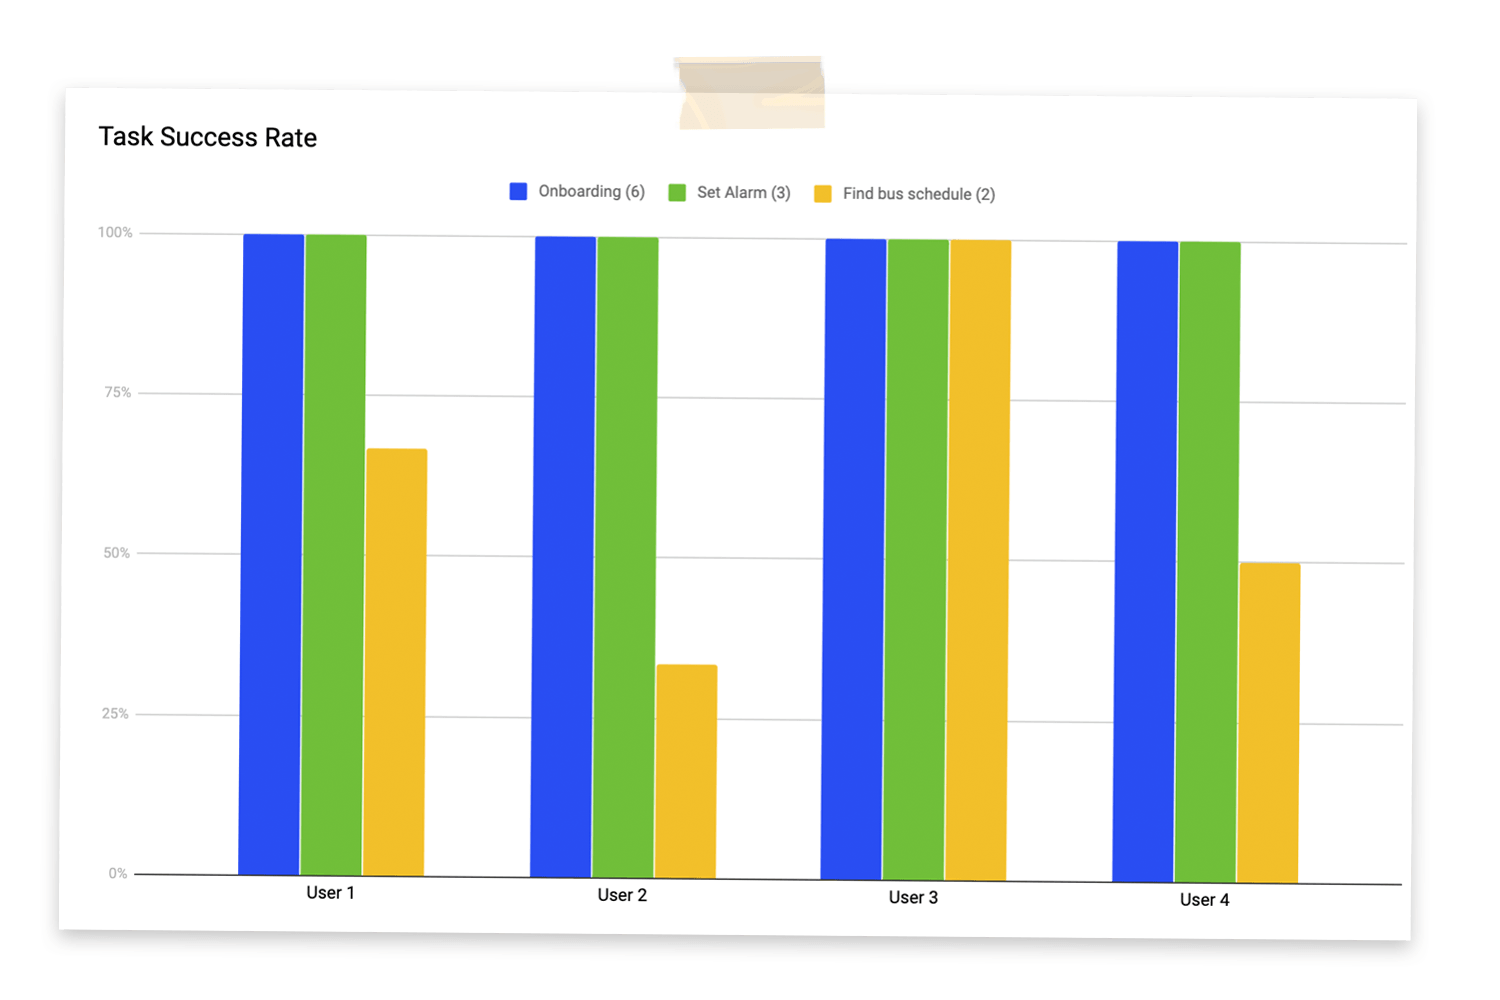 Task Success Rate
Onboarding (6) Set Alarm (3) Find bus schedule (2)
100%
75%
50%
25%
0%
User 1 User 2 User 3 User 4